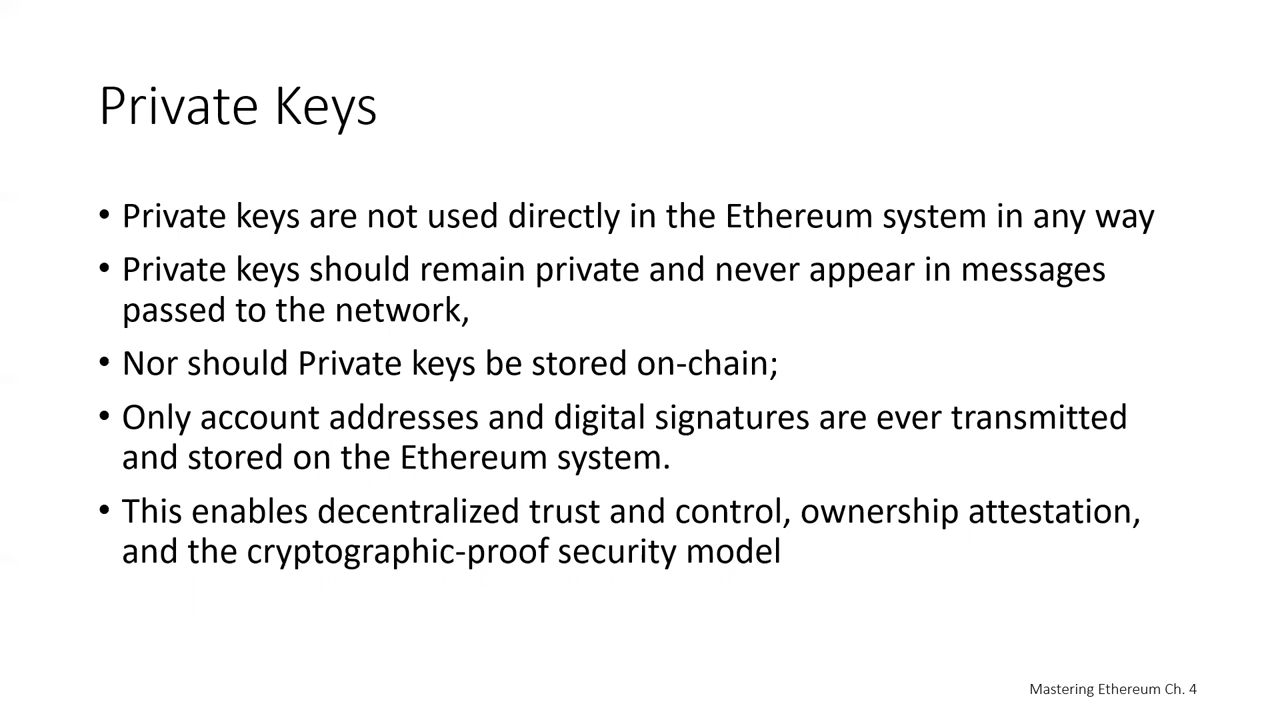 Private Keys
• Private keys are not used directly in the Ethereum system in any way
• Private keys should remain private and never appear in messages
passed to the network,
• Nor should Private keys be stored on-chain;
• Only account addresses and digital signatures are ever transmitted
and stored on the Ethereum system.
• This enables decentralized trust and control, ownership attestation,
and the cryptographic-proof security model
Mastering Ethereum Ch. 4